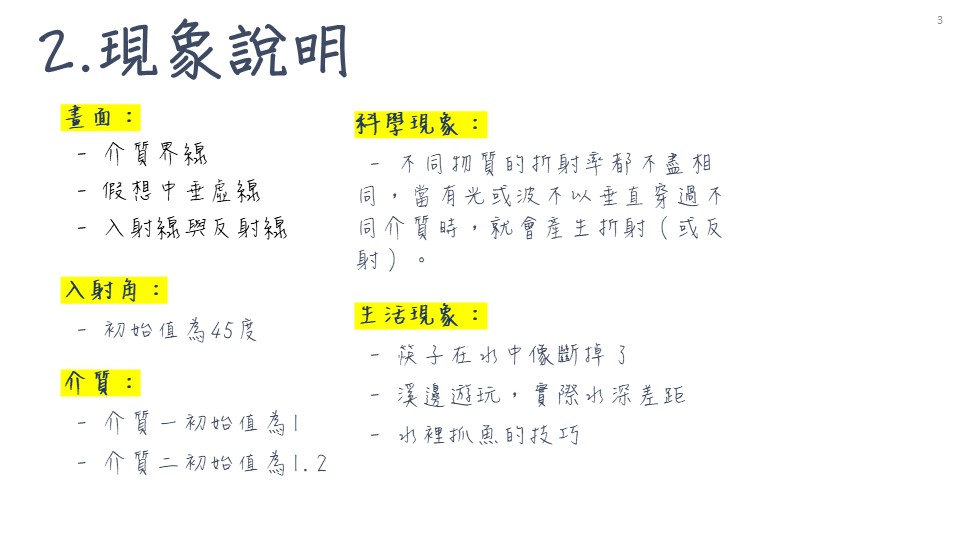 3
2.現象說明
畫面：
- 介質界線
- 假想中垂虛線
- 入射線與反射線
入射角：
- 初始值為45度
介質：
- 介質一初始值為1
- 介質二初始值為1.2
科學現象：
- 不同物質的折射率都不盡相
同，當有光或波不以垂直穿過不
同介質時，就會產生折射（或反
射）。
生活現象：
- 筷子在水中像斷掉了
- 溪邊遊玩，實際水深差距
- 水裡抓魚的技巧